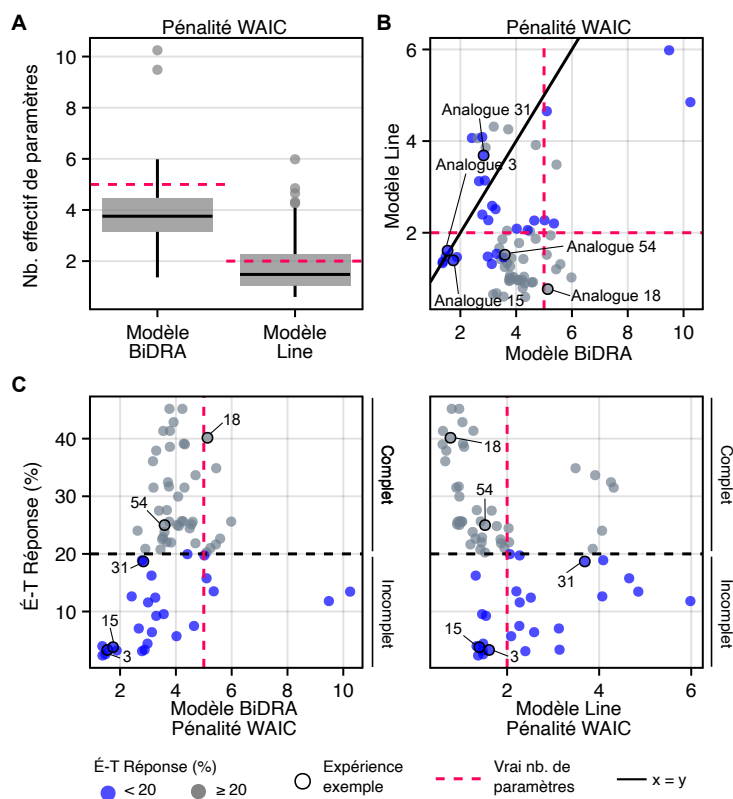 A
Pénalité WAIC
Nb. effectif de paramètres
10
8
6
4
2
Modèle
BiDRA
Modèle
Line
B
Pénalité WAIC
Modèle Line
6
4
2
Analogue 31
Analogue 3
Analogue 54
Analogue 15
Analogue 18
2
4
6
8
10
Modèle BiDRA
C
É-T Réponse (%)
40
30
20
10
18
54
31
15
3
Complet
Incomplet
2
4
6
8
10
Modèle BiDRA
Pénalité WAIC
18
54
31
15
3
Complet
Incomplet
0
2
4
6
Modèle Line
Pénalité WAIC
É-T Réponse (%)
< 20
≥ 20
Expérience
exemple
Vrai nb. de
paramètres
x = y